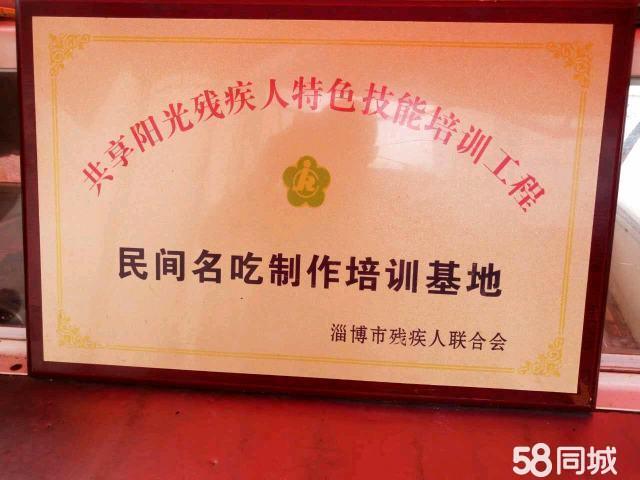 共享阳光残疾人特色技能培训工程
民间名吃制作培训基地
淄博市残疾人联合会
58同城